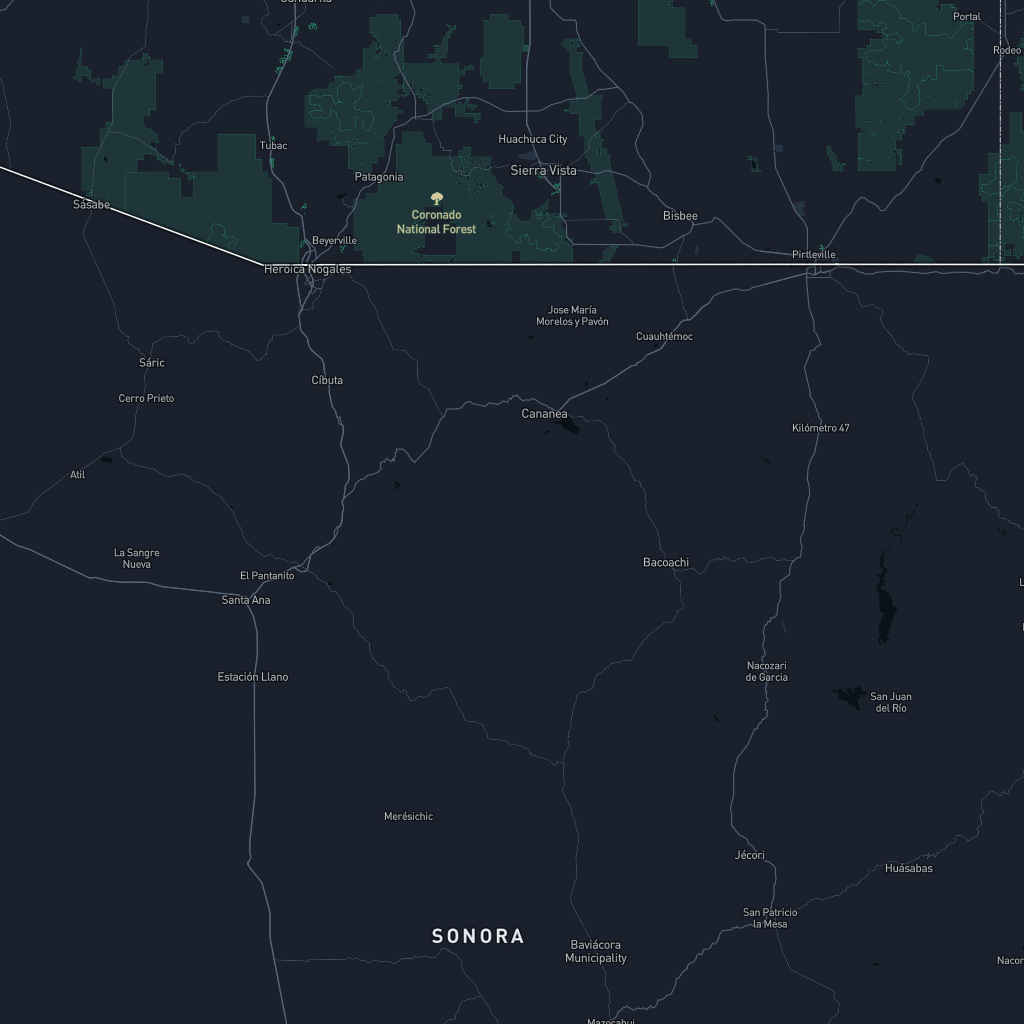 Portal
Rodeo
Huachuca City
Tubac
Sierra Vista
Patagonia
Sásabe
Coronado
National Forest
Bisbee
Beyerville
Pirtleville
Heroica Nogales
Jose María
Morelos y Pavón
Cuauhtémoc
Sáric
Cíbuta
Cerro Prieto
Cananea
Kilómetro 47
Atil
La Sangre
Nueva
Bacoachi
El Pantanito
Santa Ana
Nacozari
de Garcia
Estación Llano
San Juan
del Río
Merésichic
Jécori
Huásabas
San Patricio
la Mesa
SONORA
Baviácora
Municipality
Nacor